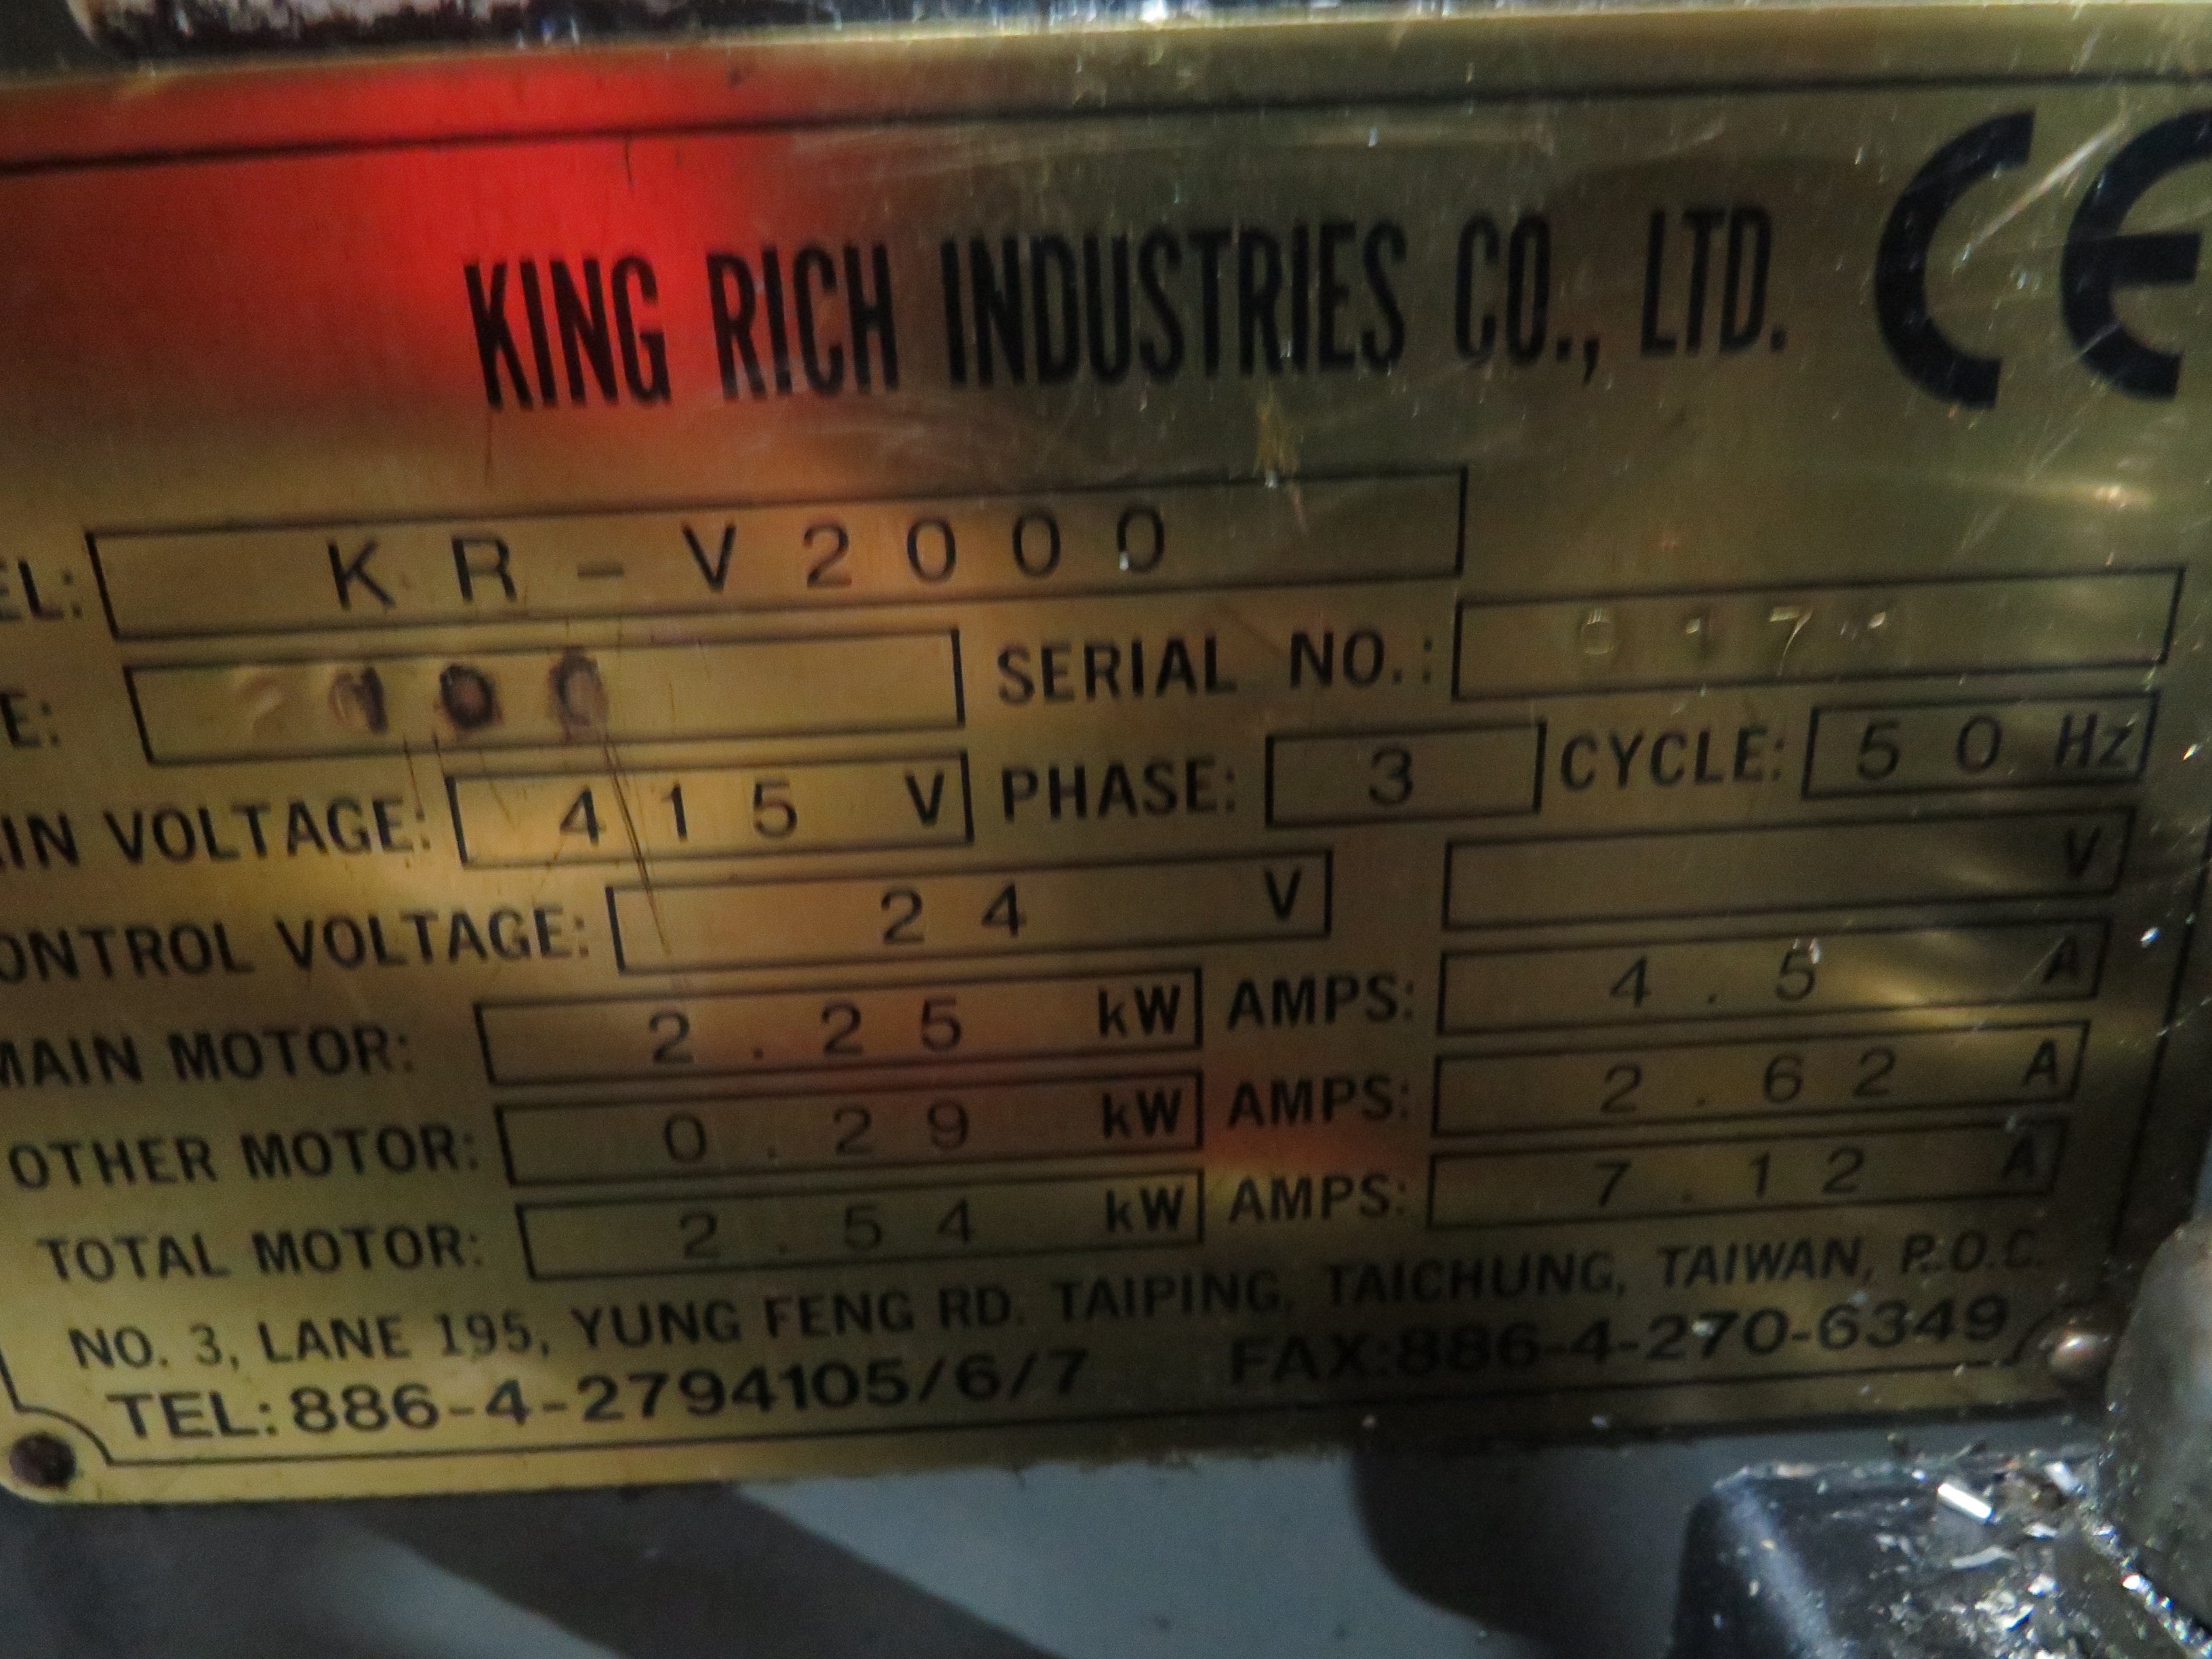 KING RICH INDUSTRIES CO., LTD. CE
EL: KR-V2000
E: SERIAL NO.:
IN VOLTAGE: 415 V PHASE: 3 CYCLE: 50 Hz
ONTROL VOLTAGE: 24 V V
MAIN MOTOR: 2.25 kW AMPS: 4.5 A
OTHER MOTOR: 0.29 kW AMPS: 2.62 A
TOTAL MOTOR: 2.54 kW AMPS: 7.12 A
NO. 3, LANE 195, YUNG FENG RD. TAIPING, TAICHUNG, TAIWAN, R.O.C.
TEL:886-4-2794105/6/7 FAX:886-4-270-6349